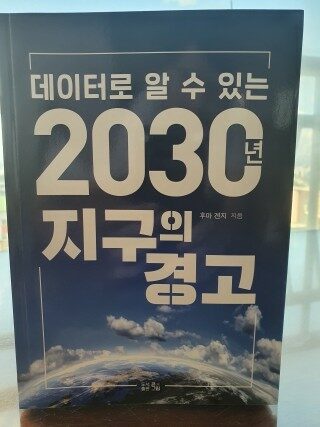 데이터로 알 수 있는
2030년
지구의
후마 겐지 지음
경고